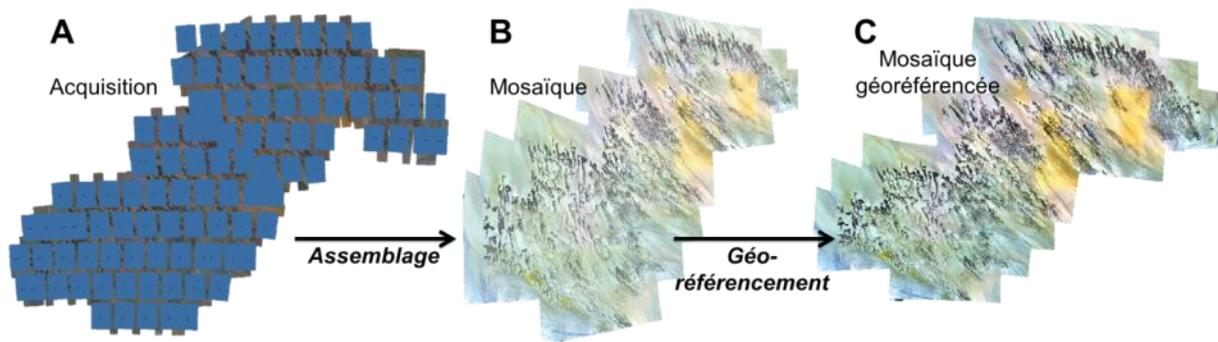 A
Acquisition
Assemblage
B
Mosaïque
Géo-
référencement
C
Mosaïque
géoréférencée